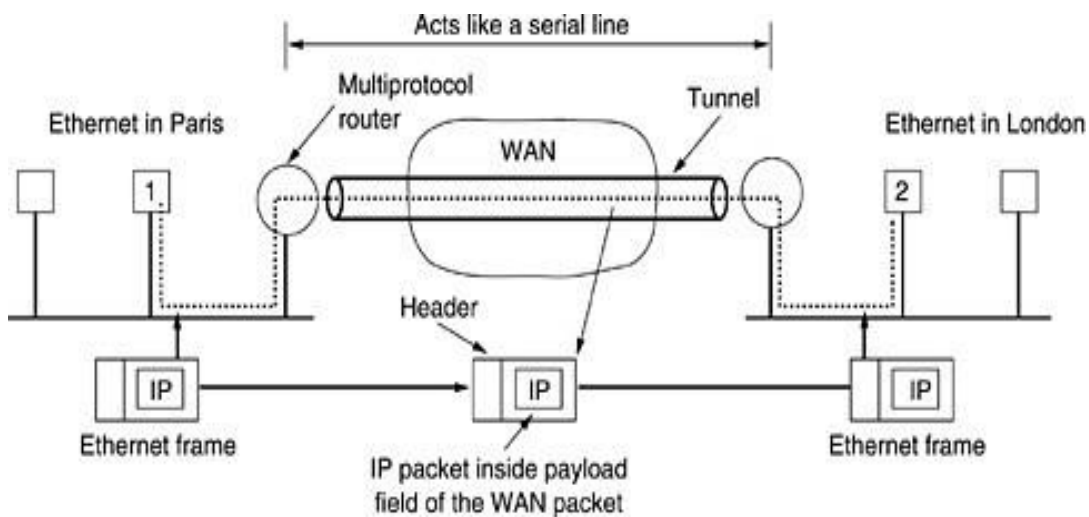 Acts like a serial line
Multiprotocol
router
Tunnel
Ethernet in Paris
Ethernet in London
WAN
1
2
Header
IP
IP
IP
Ethernet frame
Ethernet frame
IP packet inside payload
field of the WAN packet